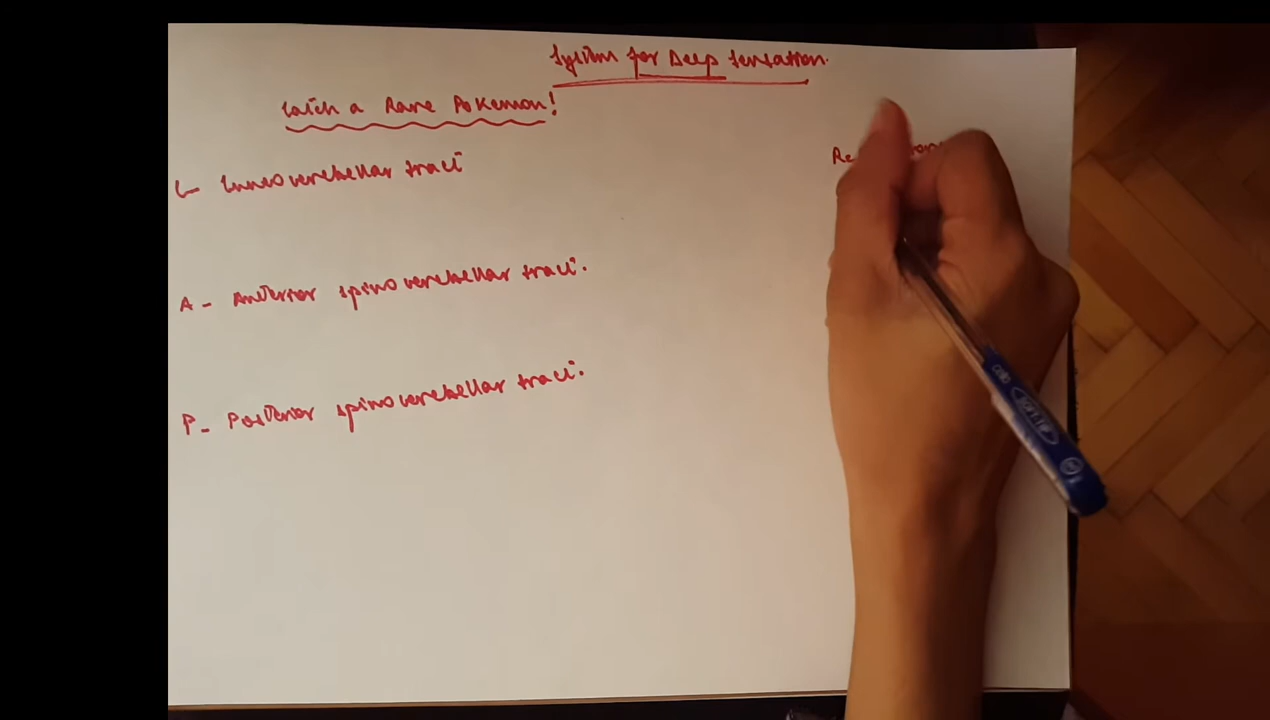 System for Deep Sensation.
Catch a Rare Pokemon!
C- Cuneocerebellar tract
A - Anterior spinocerebellar tract.
P- Posterior spinocerebellar tract.